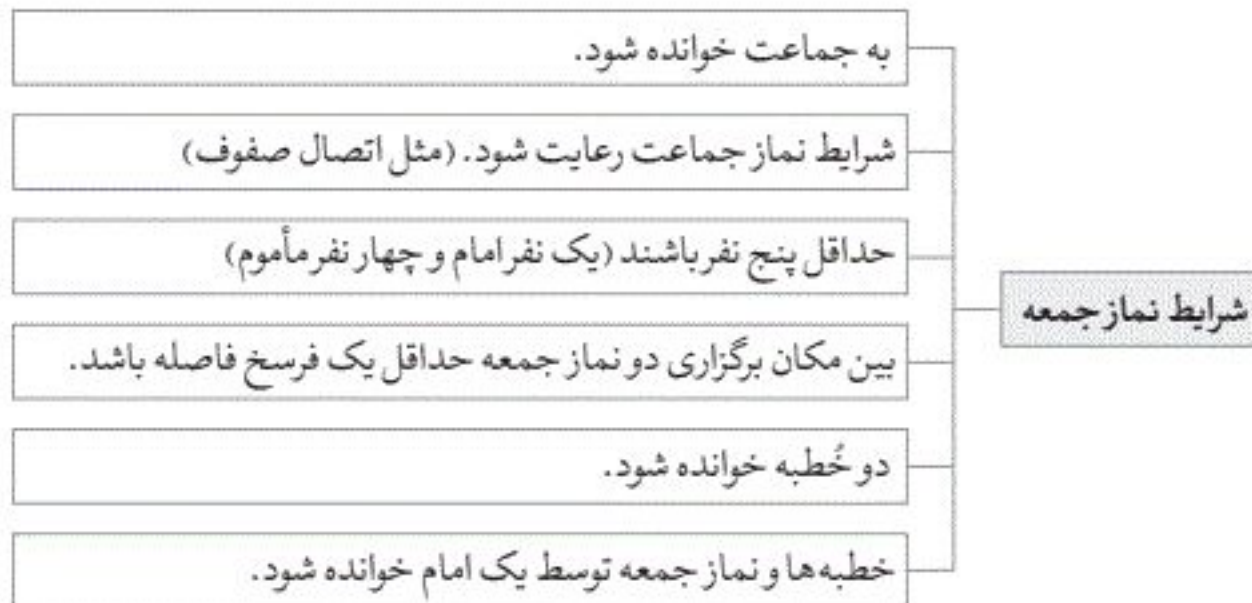 شرایط نماز جمعه
به جماعت خوانده شود.
شرایط نماز جماعت رعایت شود. (مثل اتصال صفوف)
حداقل پنج نفر باشند (یک نفر امام و چهار نفر مأموم)
بین مکان برگزاری دو نماز جمعه حداقل یک فرسخ فاصله باشد.
دو خُطبه خوانده شود.
خطبه‌ها و نماز جمعه توسط یک امام خوانده شود.